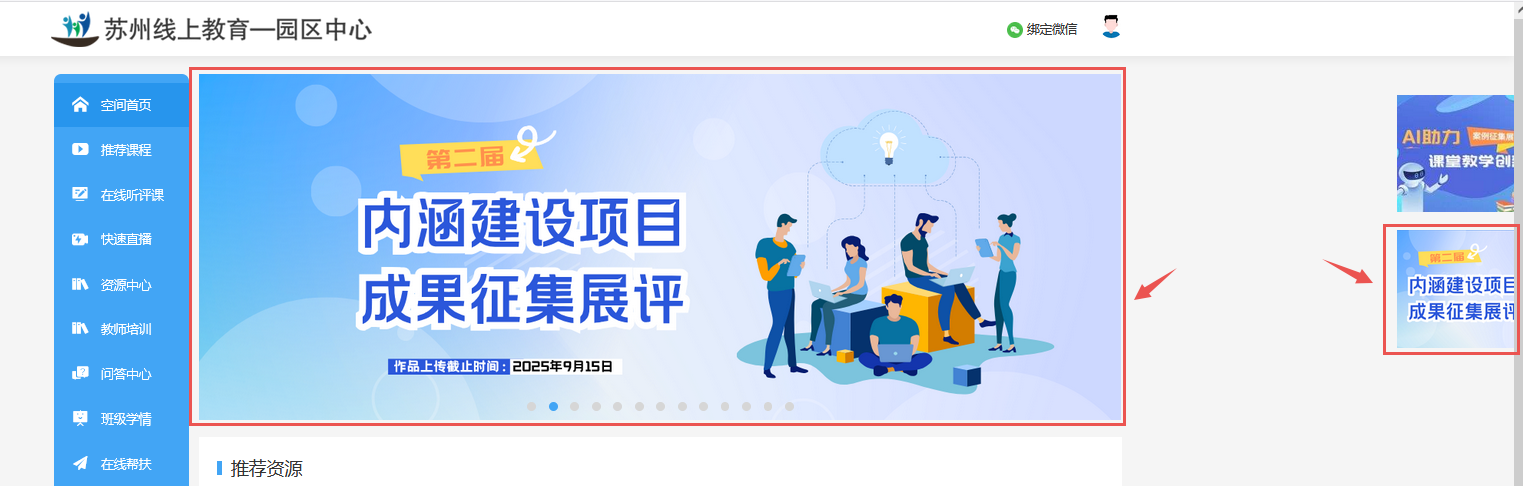 苏州线上教育—园区中心
绑定微信
空间首页
推荐课程
在线听评课
快速直播
资源中心
教师培训
问答中心
班级学情
在线帮扶
第二届
内涵建设项目
成果征集展评
作品上传截止时间：2025年9月15日
推荐资源
AI助力
案例征集展
课堂教学创新
第二届
内涵建设项目
成果征集展评